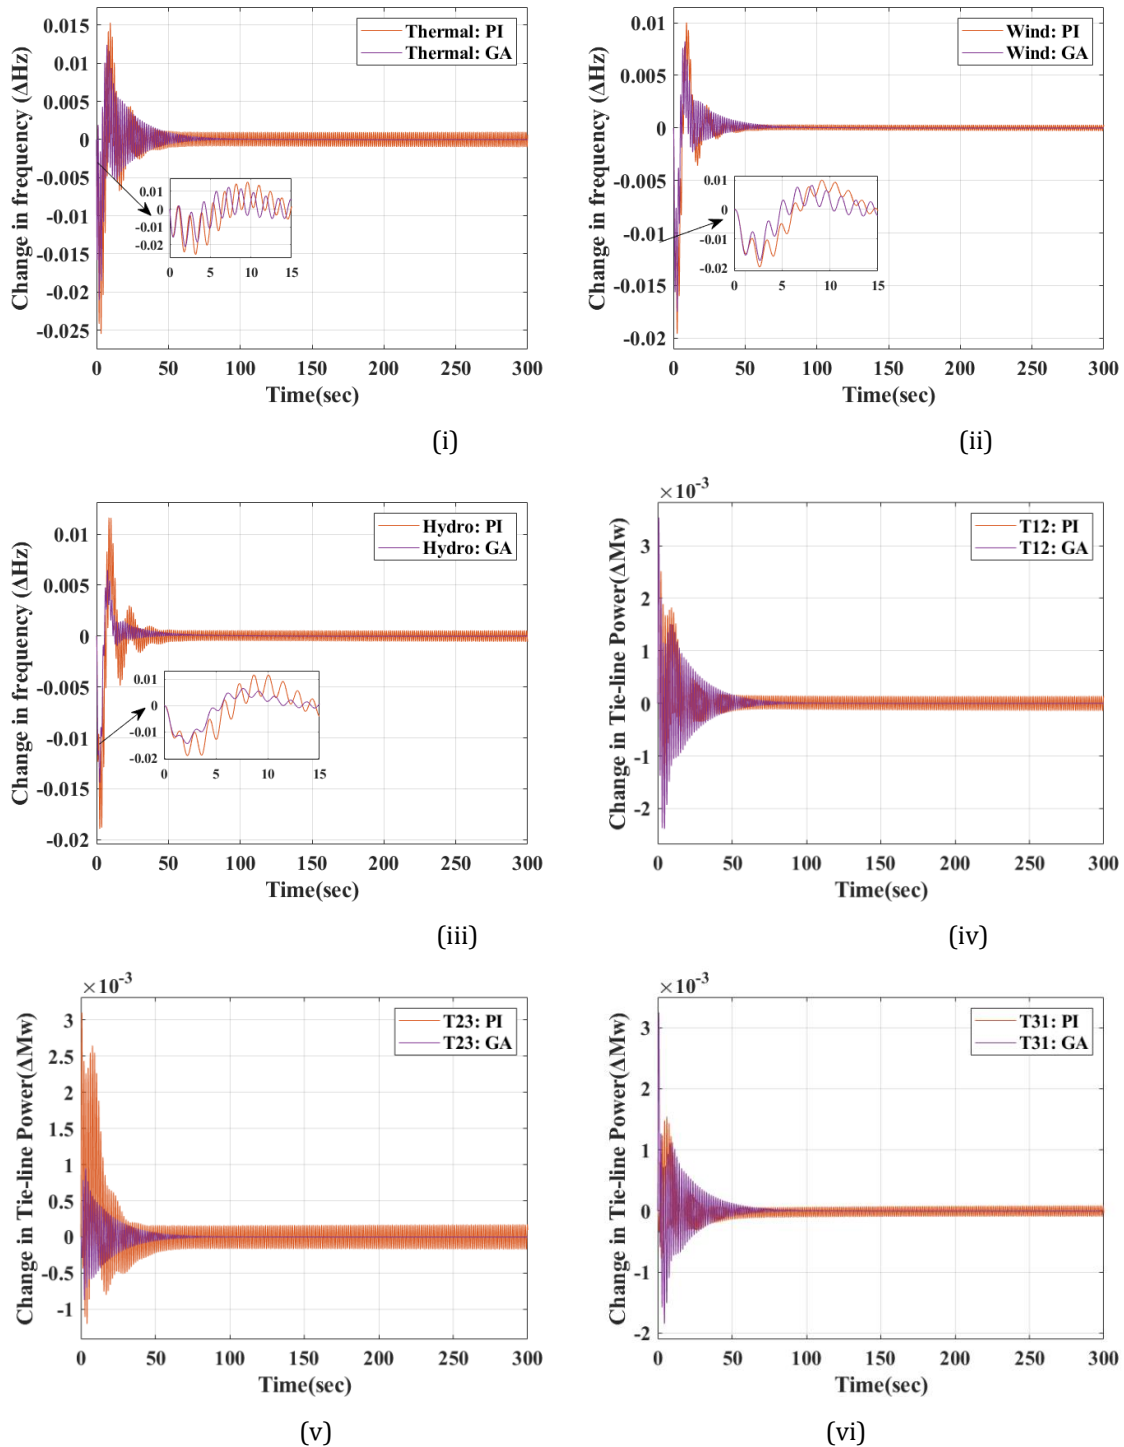 Thermal: PI
Thermal: GA
Change in frequency (ΔHz)
0.015
0.01
0.005
0
-0.005
-0.01
-0.015
-0.02
-0.025
0.01
0
-0.01
-0.02
0 5 10 15
0 50 100 150 200 250 300
Time(sec)
(i)
Wind: PI
Wind: GA
Change in frequency (ΔHz)
0.01
0.005
0
-0.005
-0.01
-0.015
-0.02
0.01
0
-0.01
-0.02
0 5 10 15
0 50 100 150 200 250 300
Time(sec)
(ii)
Hydro: PI
Hydro: GA
Change in frequency (ΔHz)
0.01
0.005
0
-0.005
-0.01
-0.015
-0.02
0.01
0
-0.01
-0.02
0 5 10 15
0 50 100 150 200 250 300
Time(sec)
(iii)
×10⁻³
T12: PI
T12: GA
Change in Tie-line Power(ΔMw)
3
2
1
0
-1
-2
0 50 100 150 200 250 300
Time(sec)
(iv)
×10⁻³
T23: PI
T23: GA
Change in Tie-line Power(ΔMw)
3
2.5
2
1.5
1
0.5
0
-0.5
-1
0 50 100 150 200 250 300
Time(sec)
(v)
×10⁻³
T31: PI
T31: GA
Change in Tie-line Power(ΔMw)
3
2
1
0
-1
-2
0 50 100 150 200 250 300
Time(sec)
(vi)